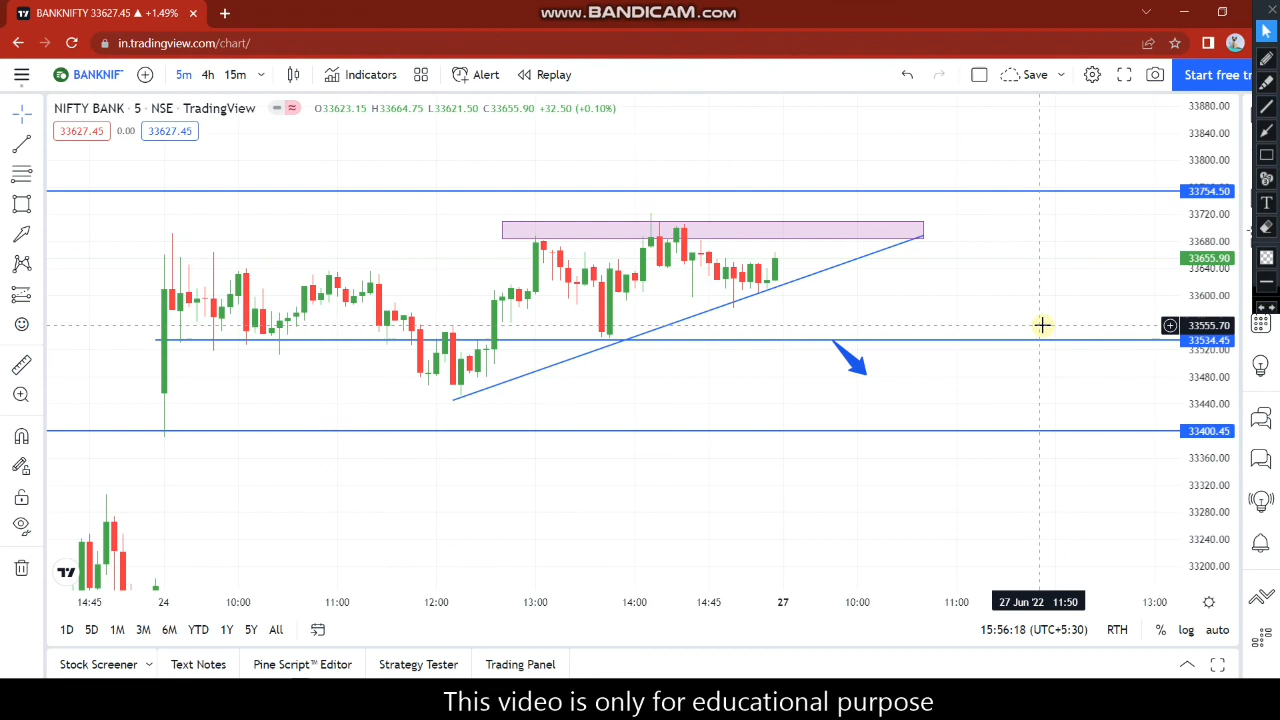 BANKNIFTY 33627.45 ▲ +1.49%
www.BANDICAM.com
in.tradingview.com/chart/
BANKNIF
5m 4h 15m
Indicators
Alert
Replay
Save
Start free tr
NIFTY BANK · 5 · NSE · TradingView
O33623.15 H33664.75 L33621.50 C33655.90 +32.50 (+0.10%)
33627.45 0.00 33627.45
33880.00
33840.00
33800.00
33754.50
33720.00
33680.00
33655.90
33640.00
33600.00
33555.70
33534.45
33520.00
33480.00
33440.00
33400.45
33360.00
33320.00
33280.00
33240.00
33200.00
14:45 24 10:00 11:00 12:00 13:00 14:00 14:45 27 10:00 11:00 27 Jun '22 11:50 13:00
1D 5D 1M 3M 6M YTD 1Y 5Y All
15:56:18 (UTC+5:30) RTH % log auto
Stock Screener Text Notes Pine Script™ Editor Strategy Tester Trading Panel
This video is only for educational purpose